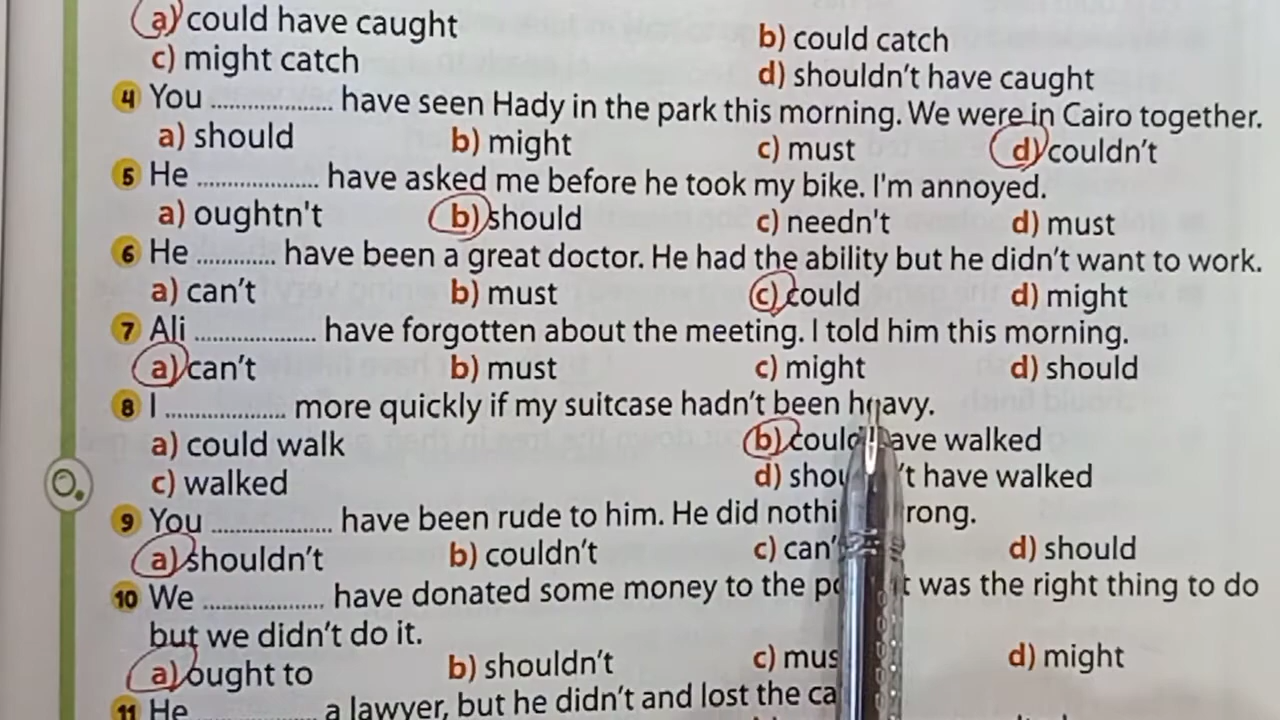 a) could have caught b) could catch
c) might catch d) shouldn't have caught
4 You .................. have seen Hady in the park this morning. We were in Cairo together.
a) should b) might c) must d) couldn't
5 He .................. have asked me before he took my bike. I'm annoyed.
a) oughtn't b) should c) needn't d) must
6 He ............ have been a great doctor. He had the ability but he didn't want to work.
a) can't b) must c) could d) might
7 Ali .................. have forgotten about the meeting. I told him this morning.
a) can't b) must c) might d) should
8 I .................. more quickly if my suitcase hadn't been heavy.
a) could walk b) could have walked
c) walked d) 't have walked
9 You .................. have been rude to him. He did
a) shouldn't b) couldn't c) d) should
10 We .................. have donated some money to the was the right thing to do
but we didn't do it.
a) ought to b) shouldn't c) d) might
11 He .................. a lawyer, but he didn't and lost the